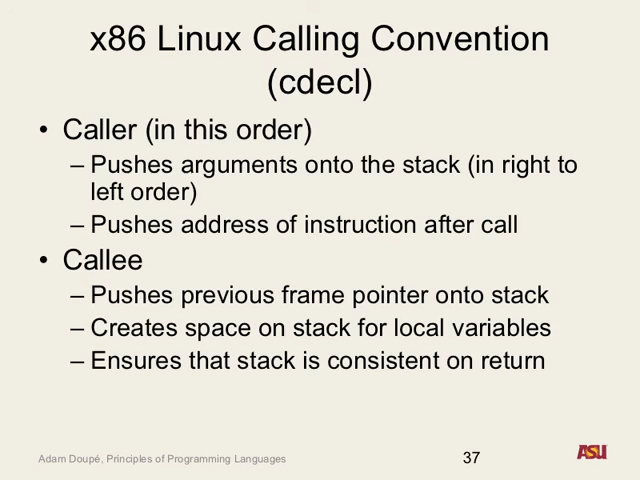 x86 Linux Calling Convention
(cdecl)
• Caller (in this order)
– Pushes arguments onto the stack (in right to
left order)
– Pushes address of instruction after call
• Callee
– Pushes previous frame pointer onto stack
– Creates space on stack for local variables
– Ensures that stack is consistent on return
Adam Doupé, Principles of Programming Languages
37
ASU